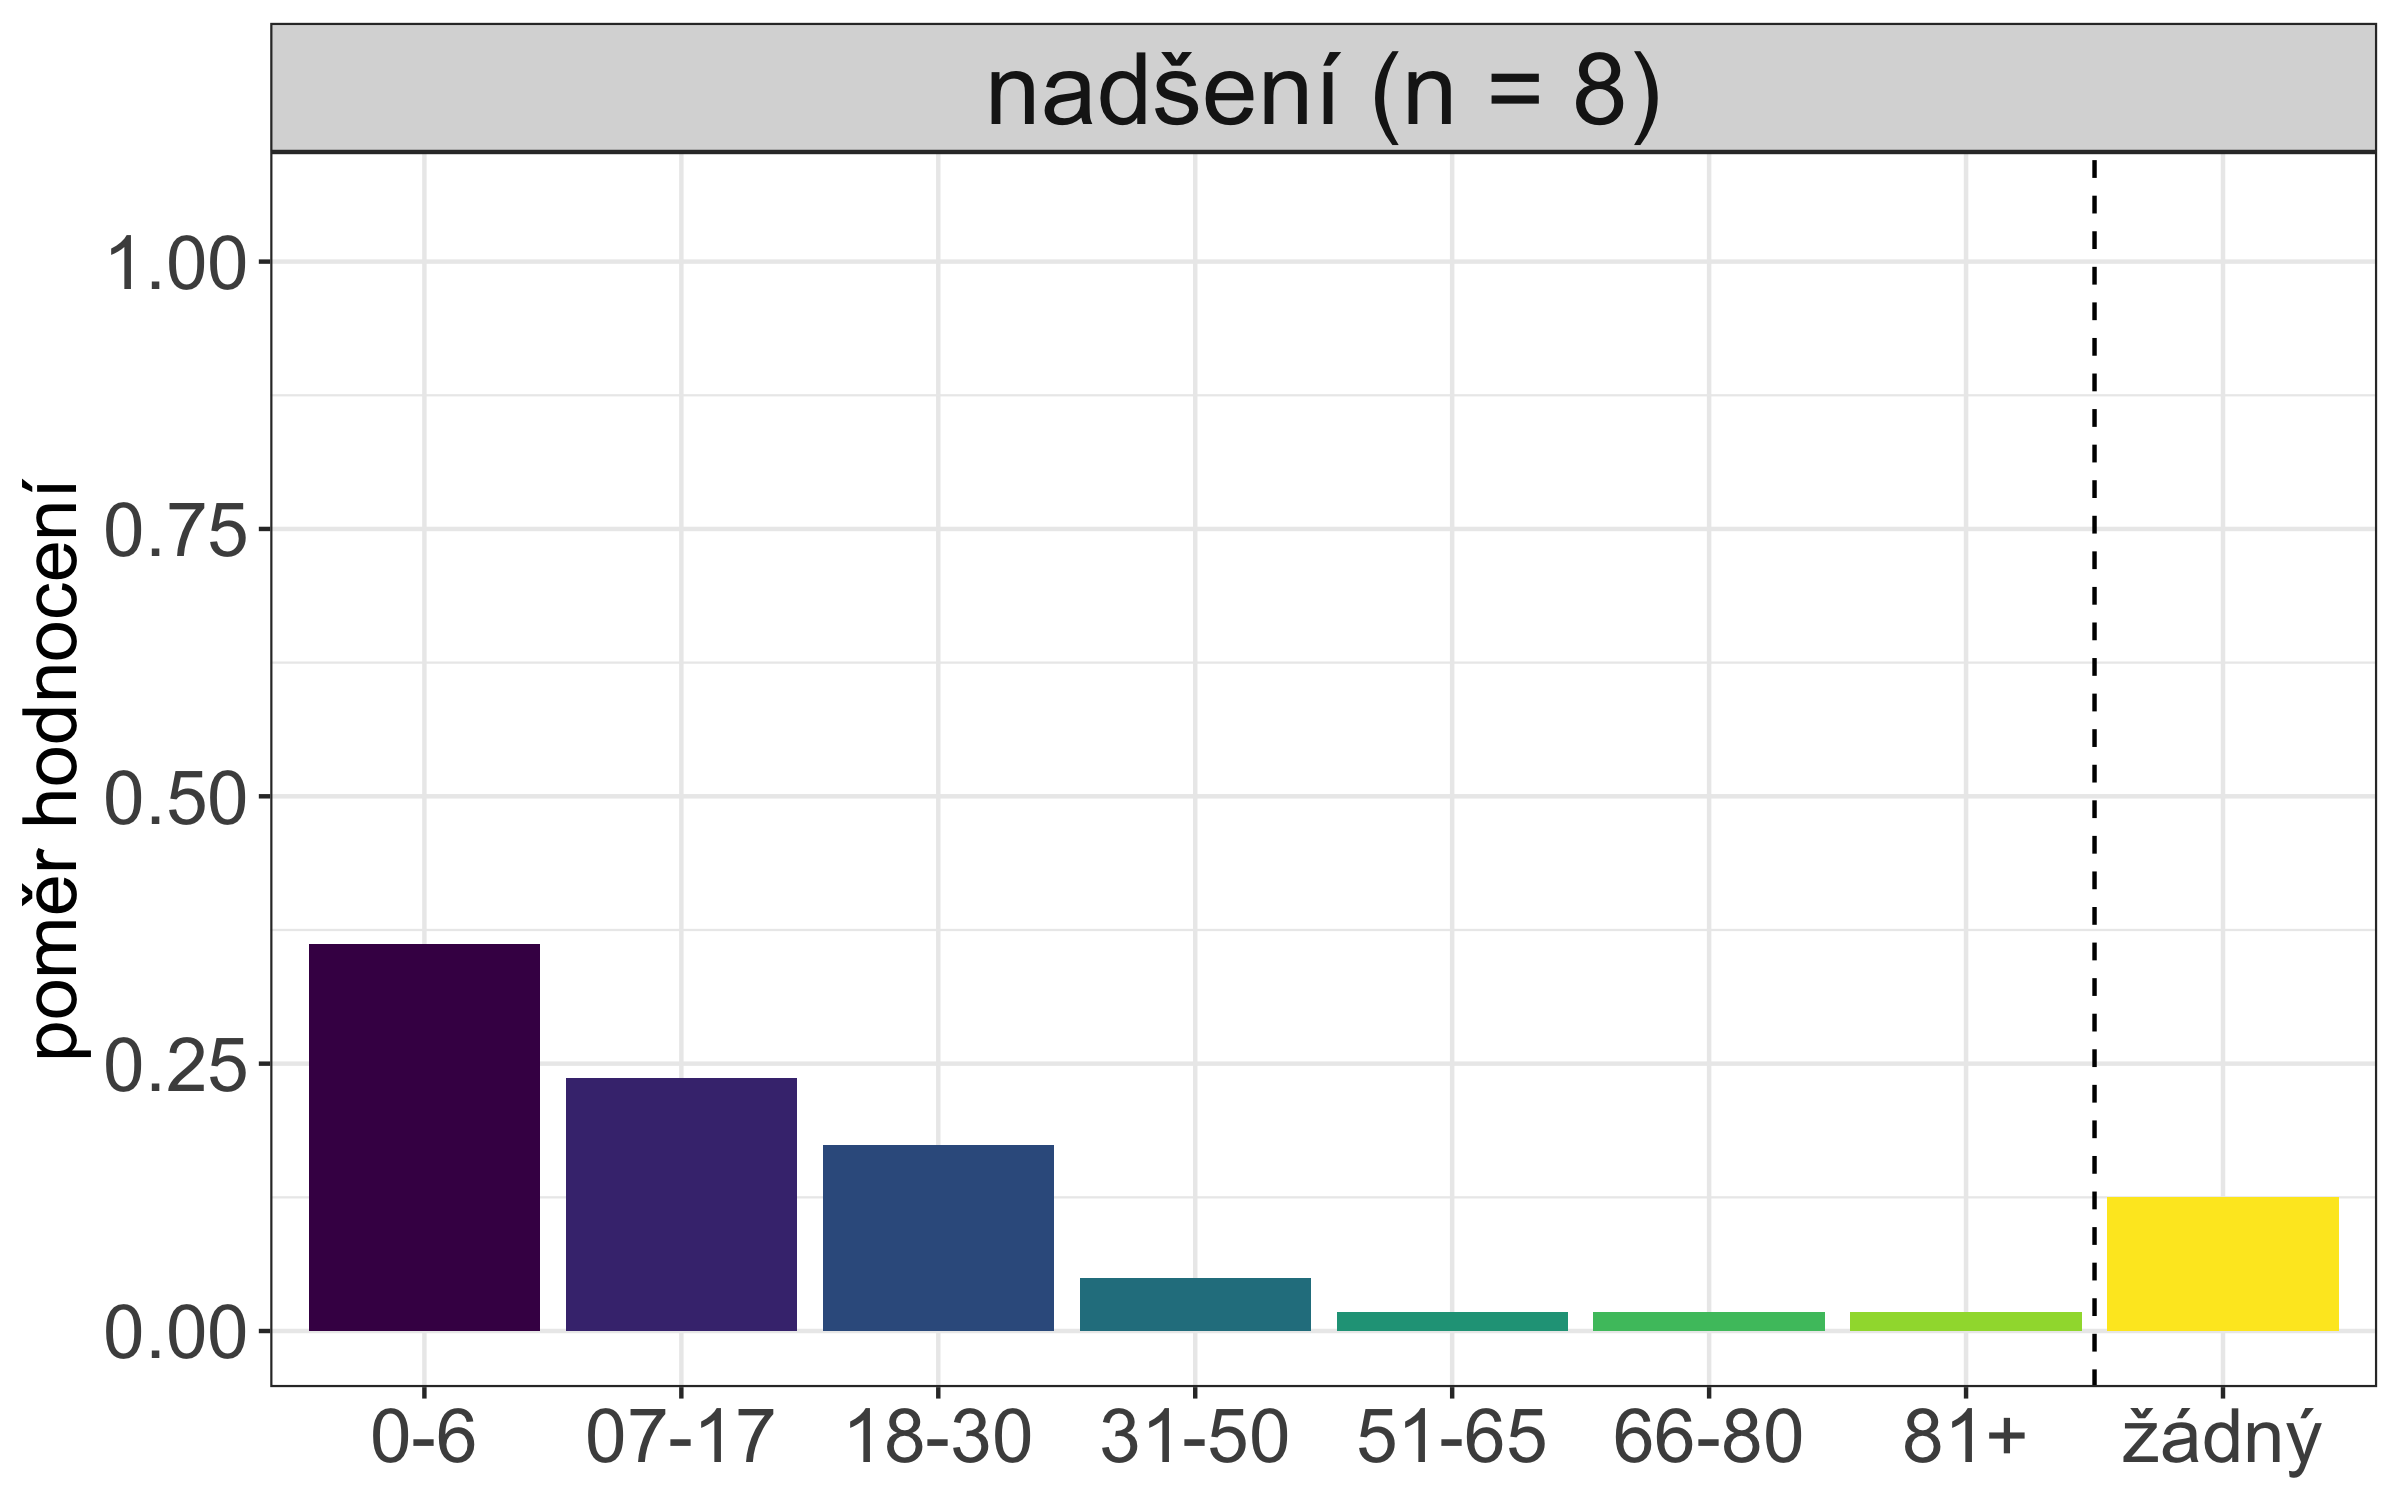 nadšení (n = 8)
poměr hodnocení
1.00
0.75
0.50
0.25
0.00
0-6 07-17 18-30 31-50 51-65 66-80 81+ žádný